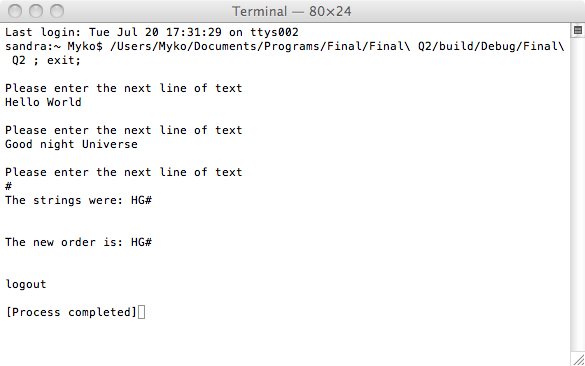 Terminal — 80×24
Last login: Tue Jul 20 17:31:29 on ttys002
sandra:~ Myko$ /Users/Myko/Documents/Programs/Final/Final\ Q2/build/Debug/Final\
 Q2 ; exit;
Please enter the next line of text
Hello World
Please enter the next line of text
Good night Universe
Please enter the next line of text
#
The strings were: HG#
The new order is: HG#
logout
[Process completed]